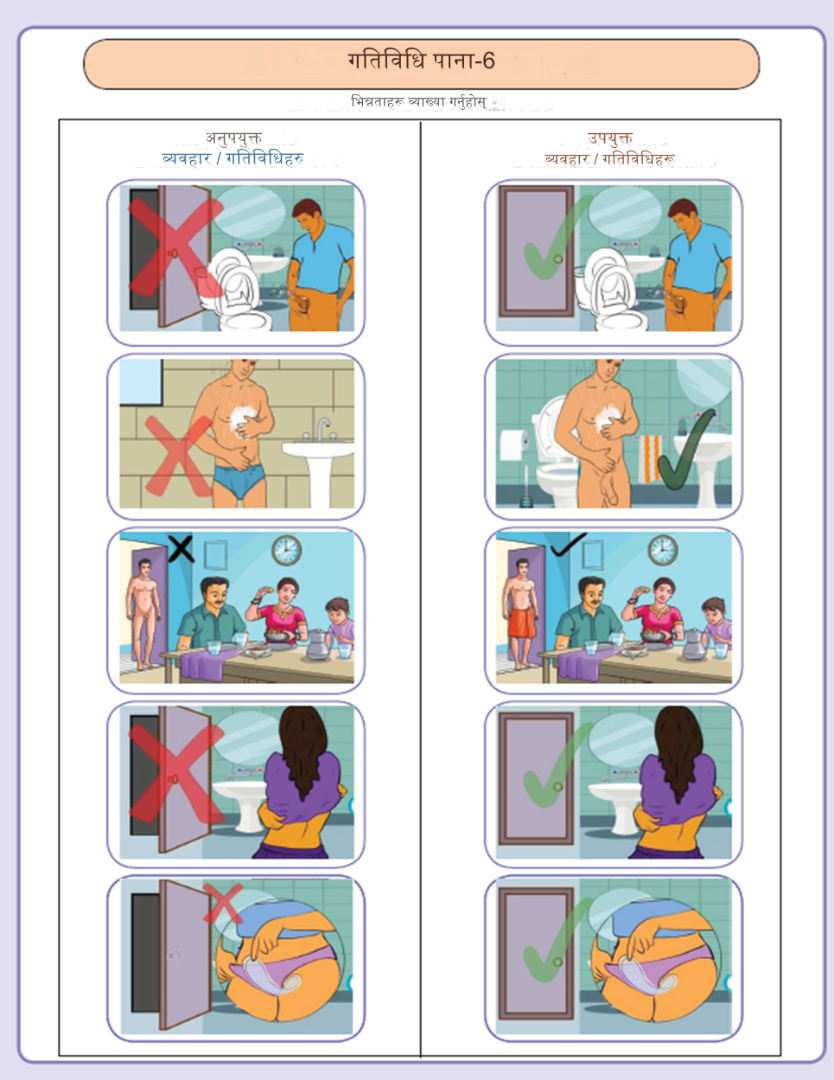 गतिविधि पाना-6
भिन्नताहरू व्याख्या गर्नुहोस्
अनुपयुक्त
व्यवहार / गतिविधिहरु
उपयुक्त
व्यवहार / गतिविधिहरू